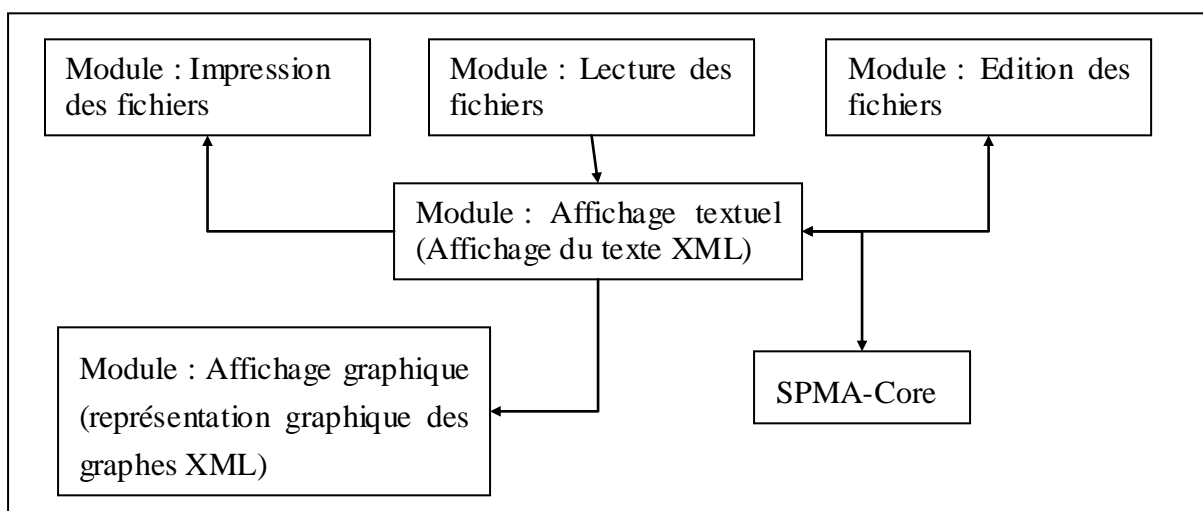 Module : Impression
des fichiers
Module : Lecture des
fichiers
Module : Edition des
fichiers
Module : Affichage textuel
(Affichage du texte XML)
Module : Affichage graphique
(représentation graphique des
graphes XML)
SPMA-Core